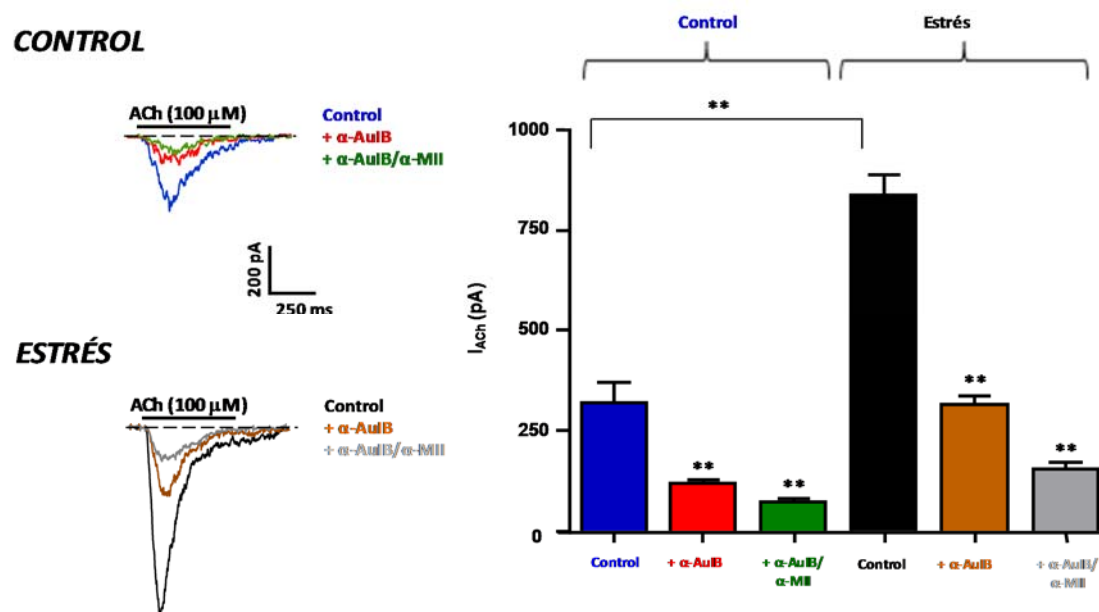 CONTROL
ACh (100 μM)
Control
+ α-AuIB
+ α-AuIB/α-MII
200 pA
250 ms
ESTRÉS
ACh (100 μM)
Control
+ α-AuIB
+ α-AuIB/α-MII
Control
Estrés
**
1000
750
500
250
0
I_ACh (pA)
**
**
**
**
Control
+ α-AuIB
+ α-AuIB/
α-MII
Control
+ α-AuIB
+ α-AuIB/
α-MII